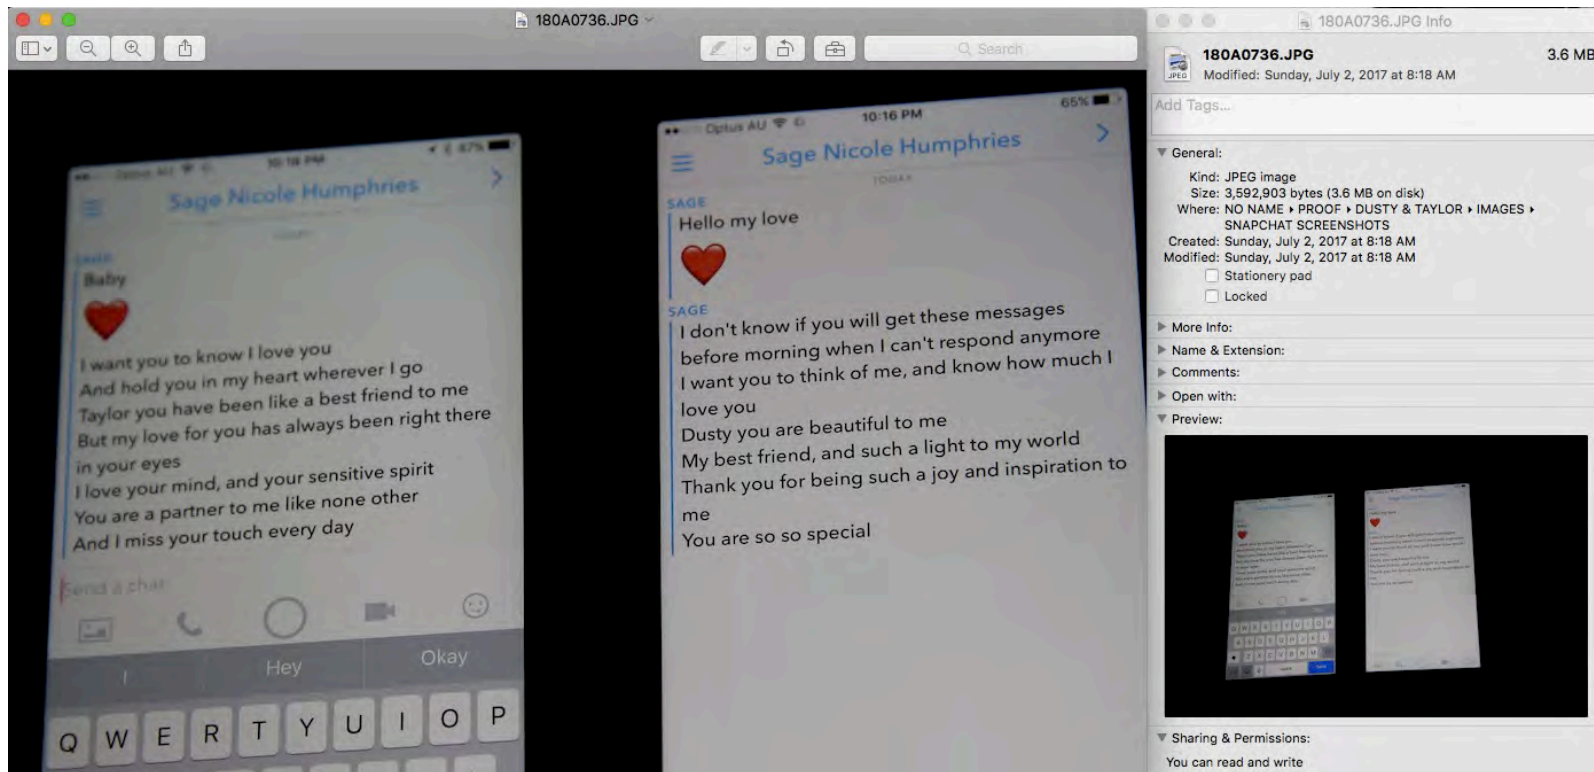 180A0736.JPG
Search
10:18 PM
87%
Sage Nicole Humphries
TODAY
SAGE
Baby
I want you to know I love you
And hold you in my heart wherever I go
Taylor you have been like a best friend to me
But my love for you has always been right there
in your eyes
I love your mind, and your sensitive spirit
You are a partner to me like none other
And I miss your touch every day
Send a chat
I
Hey
Okay
Q W E R T Y U I O P
Optus AU
10:16 PM
65%
Sage Nicole Humphries
TODAY
SAGE
Hello my love
SAGE
I don't know if you will get these messages
before morning when I can't respond anymore
I want you to think of me, and know how much I
love you
Dusty you are beautiful to me
My best friend, and such a light to my world
Thank you for being such a joy and inspiration to
me
You are so so special
180A0736.JPG Info
JPEG
180A0736.JPG
3.6 MB
Modified: Sunday, July 2, 2017 at 8:18 AM
Add Tags...
General:
Kind: JPEG image
Size: 3,592,903 bytes (3.6 MB on disk)
Where: NO NAME ▸ PROOF ▸ DUSTY & TAYLOR ▸ IMAGES ▸
SNAPCHAT SCREENSHOTS
Created: Sunday, July 2, 2017 at 8:18 AM
Modified: Sunday, July 2, 2017 at 8:18 AM
Stationery pad
Locked
More Info:
Name & Extension:
Comments:
Open with:
Preview:
Sharing & Permissions:
You can read and write